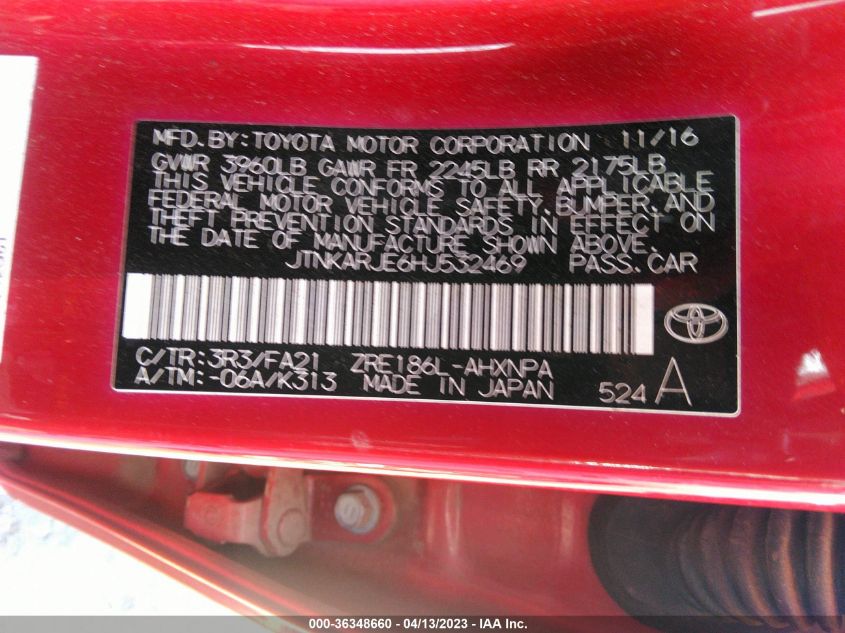 MFD.BY:TOYOTA MOTOR CORPORATION 11/16
GVWR 3960LB GAWR FR 2245LB RR 2175LB
THIS VEHICLE CONFORMS TO ALL APPLICABLE
FEDERAL MOTOR VEHICLE SAFETY,BUMPER,AND
THEFT PREVENTION STANDARDS IN EFFECT ON
THE DATE OF MANUFACTURE SHOWN ABOVE.
JTNKARJE6HJ532469 PASS.CAR
C/TR:3R3/FA21 ZRE186L-AHXNPA
A/TM:-06A/K313 MADE IN JAPAN 524 A
000-36348660 - 04/13/2023 - IAA Inc.